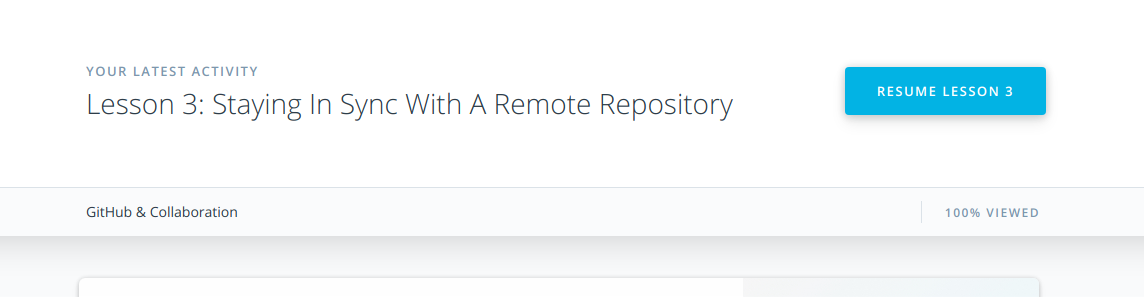 YOUR LATEST ACTIVITY
Lesson 3: Staying In Sync With A Remote Repository
RESUME LESSON 3
GitHub & Collaboration
100% VIEWED